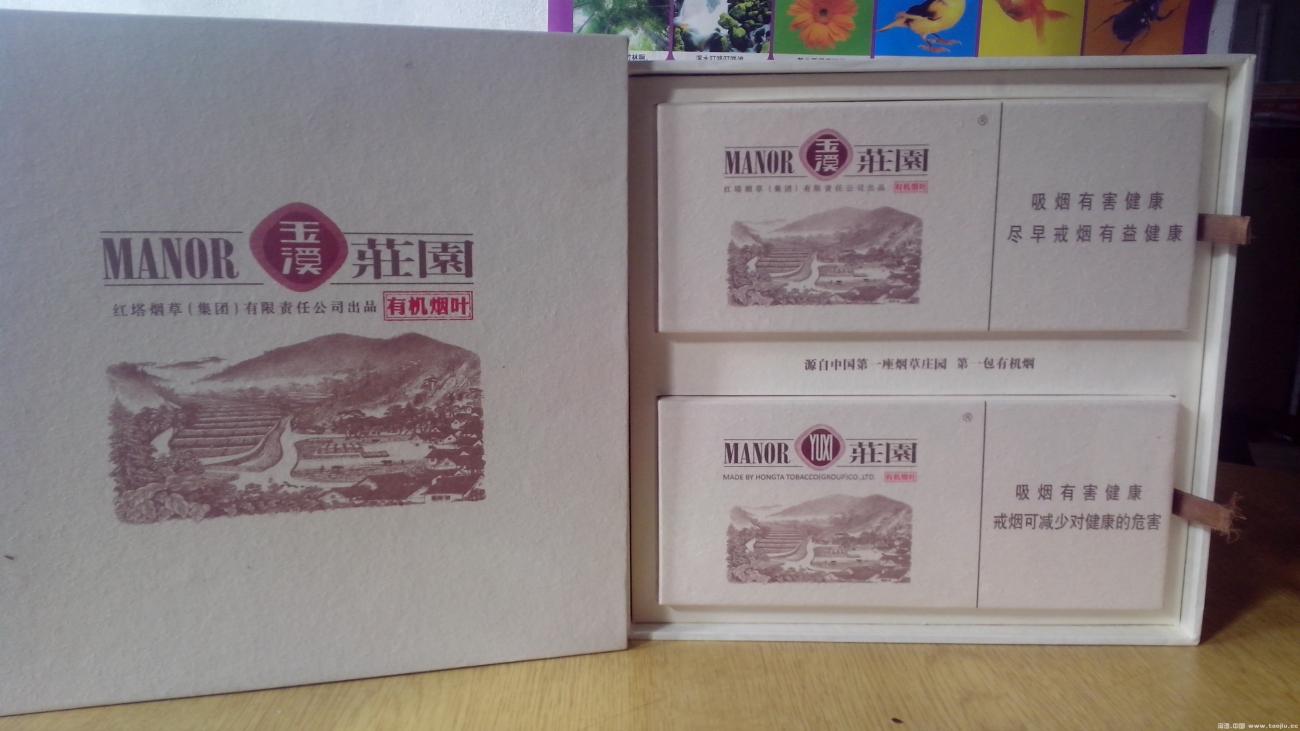 MANOR 玉溪 莊園
红塔烟草(集团)有限责任公司出品 有机烟叶
MANOR 玉溪 莊園 ®
红塔烟草(集团)有限责任公司出品 有机烟叶
吸烟有害健康
尽早戒烟有益健康
源自中国第一座烟草庄园 第一包有机烟
MANOR YUXI 莊園 ®
MADE BY HONGTA TOBACCO(GROUP)CO.,LTD. 有机烟叶
吸烟有害健康
戒烟可减少对健康的危害
www.taojiu.cc